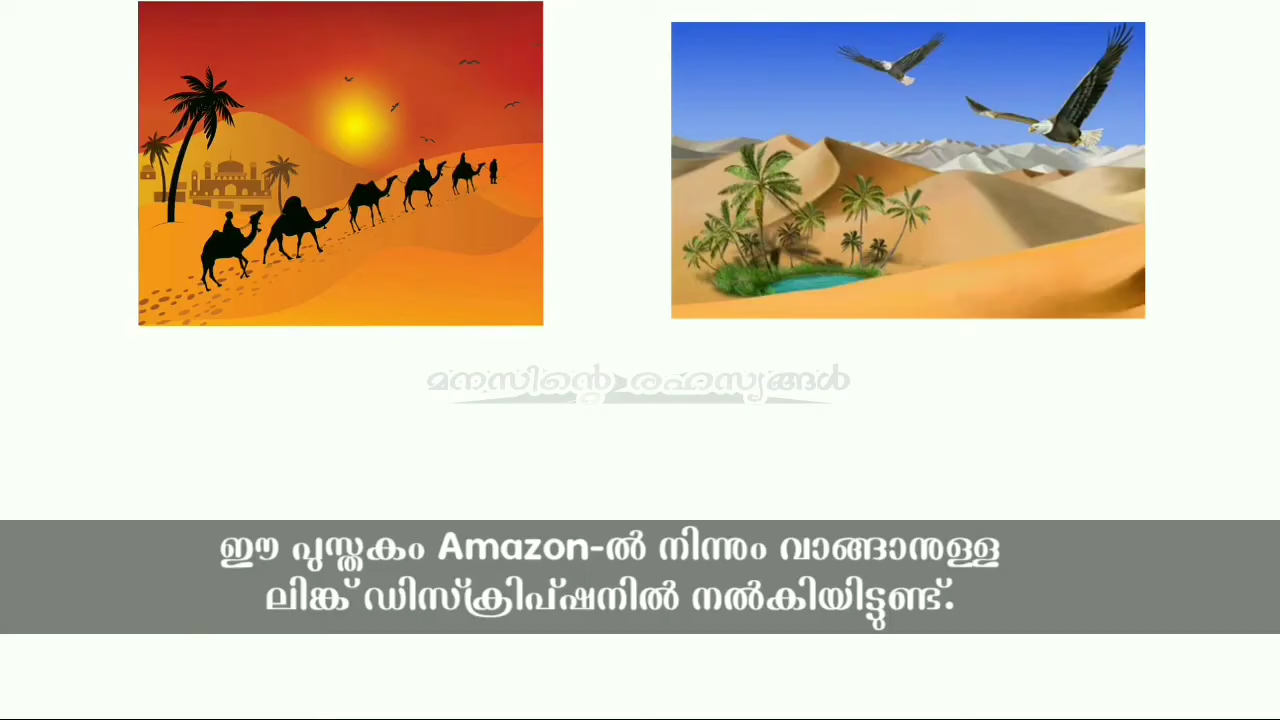 മനസിന്റെ രഹസ്യങ്ങൾ
ഈ പുസ്തകം Amazon-ൽ നിന്നും വാങ്ങാനുള്ള
ലിങ്ക് ഡിസ്ക്രിപ്ഷനിൽ നൽകിയിട്ടുണ്ട്.